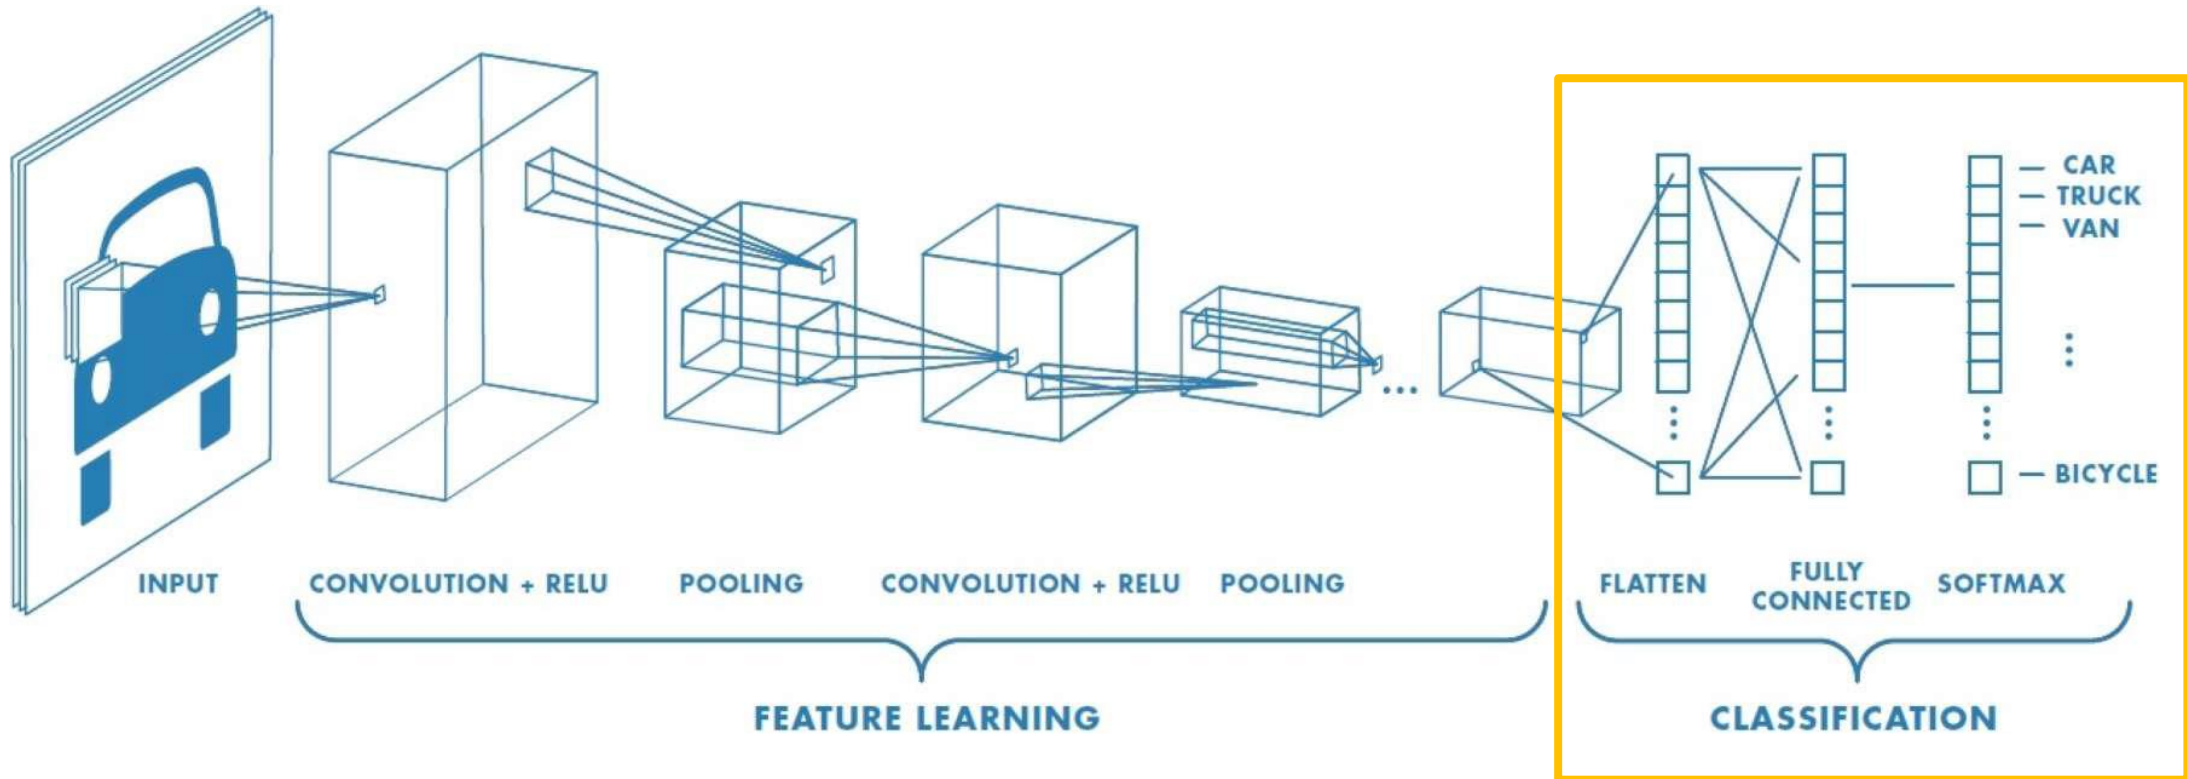 CAR
TRUCK
VAN
BICYCLE
INPUT
CONVOLUTION + RELU
POOLING
CONVOLUTION + RELU
POOLING
FLATTEN
FULLY
CONNECTED
SOFTMAX
FEATURE LEARNING
CLASSIFICATION